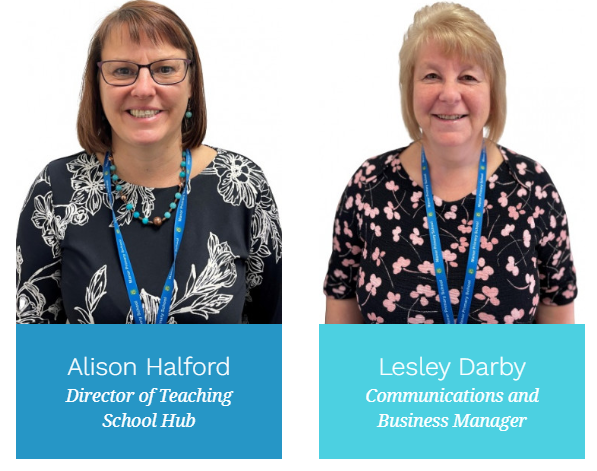 Alison Halford
Director of Teaching
School Hub
Lesley Darby
Communications and
Business Manager